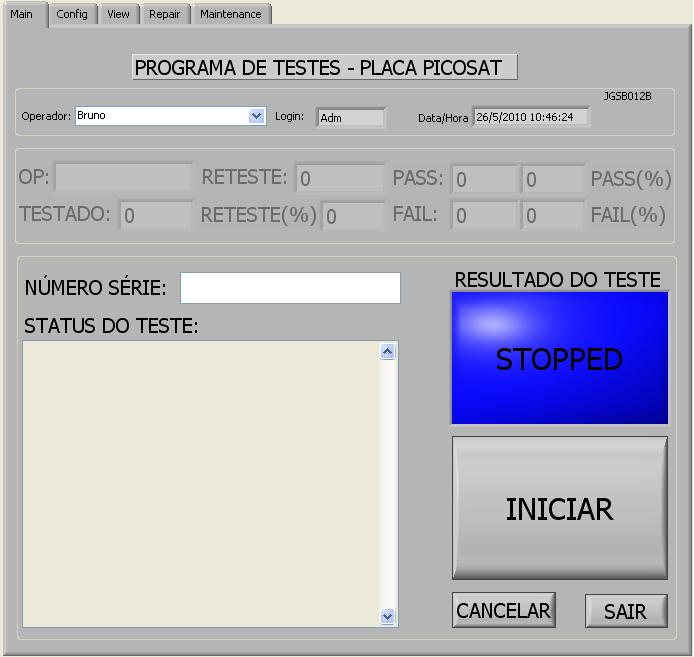 Main Config View Repair Maintenance
PROGRAMA DE TESTES - PLACA PICOSAT
JGSB012B
Operador: Bruno Login: Adm Data/Hora 26/5/2010 10:46:24
OP: RETESTE: 0 PASS: 0 0 PASS(%)
TESTADO: 0 RETESTE(%) 0 FAIL: 0 0 FAIL(%)
NÚMERO SÉRIE:
STATUS DO TESTE:
RESULTADO DO TESTE
STOPPED
INICIAR
CANCELAR SAIR